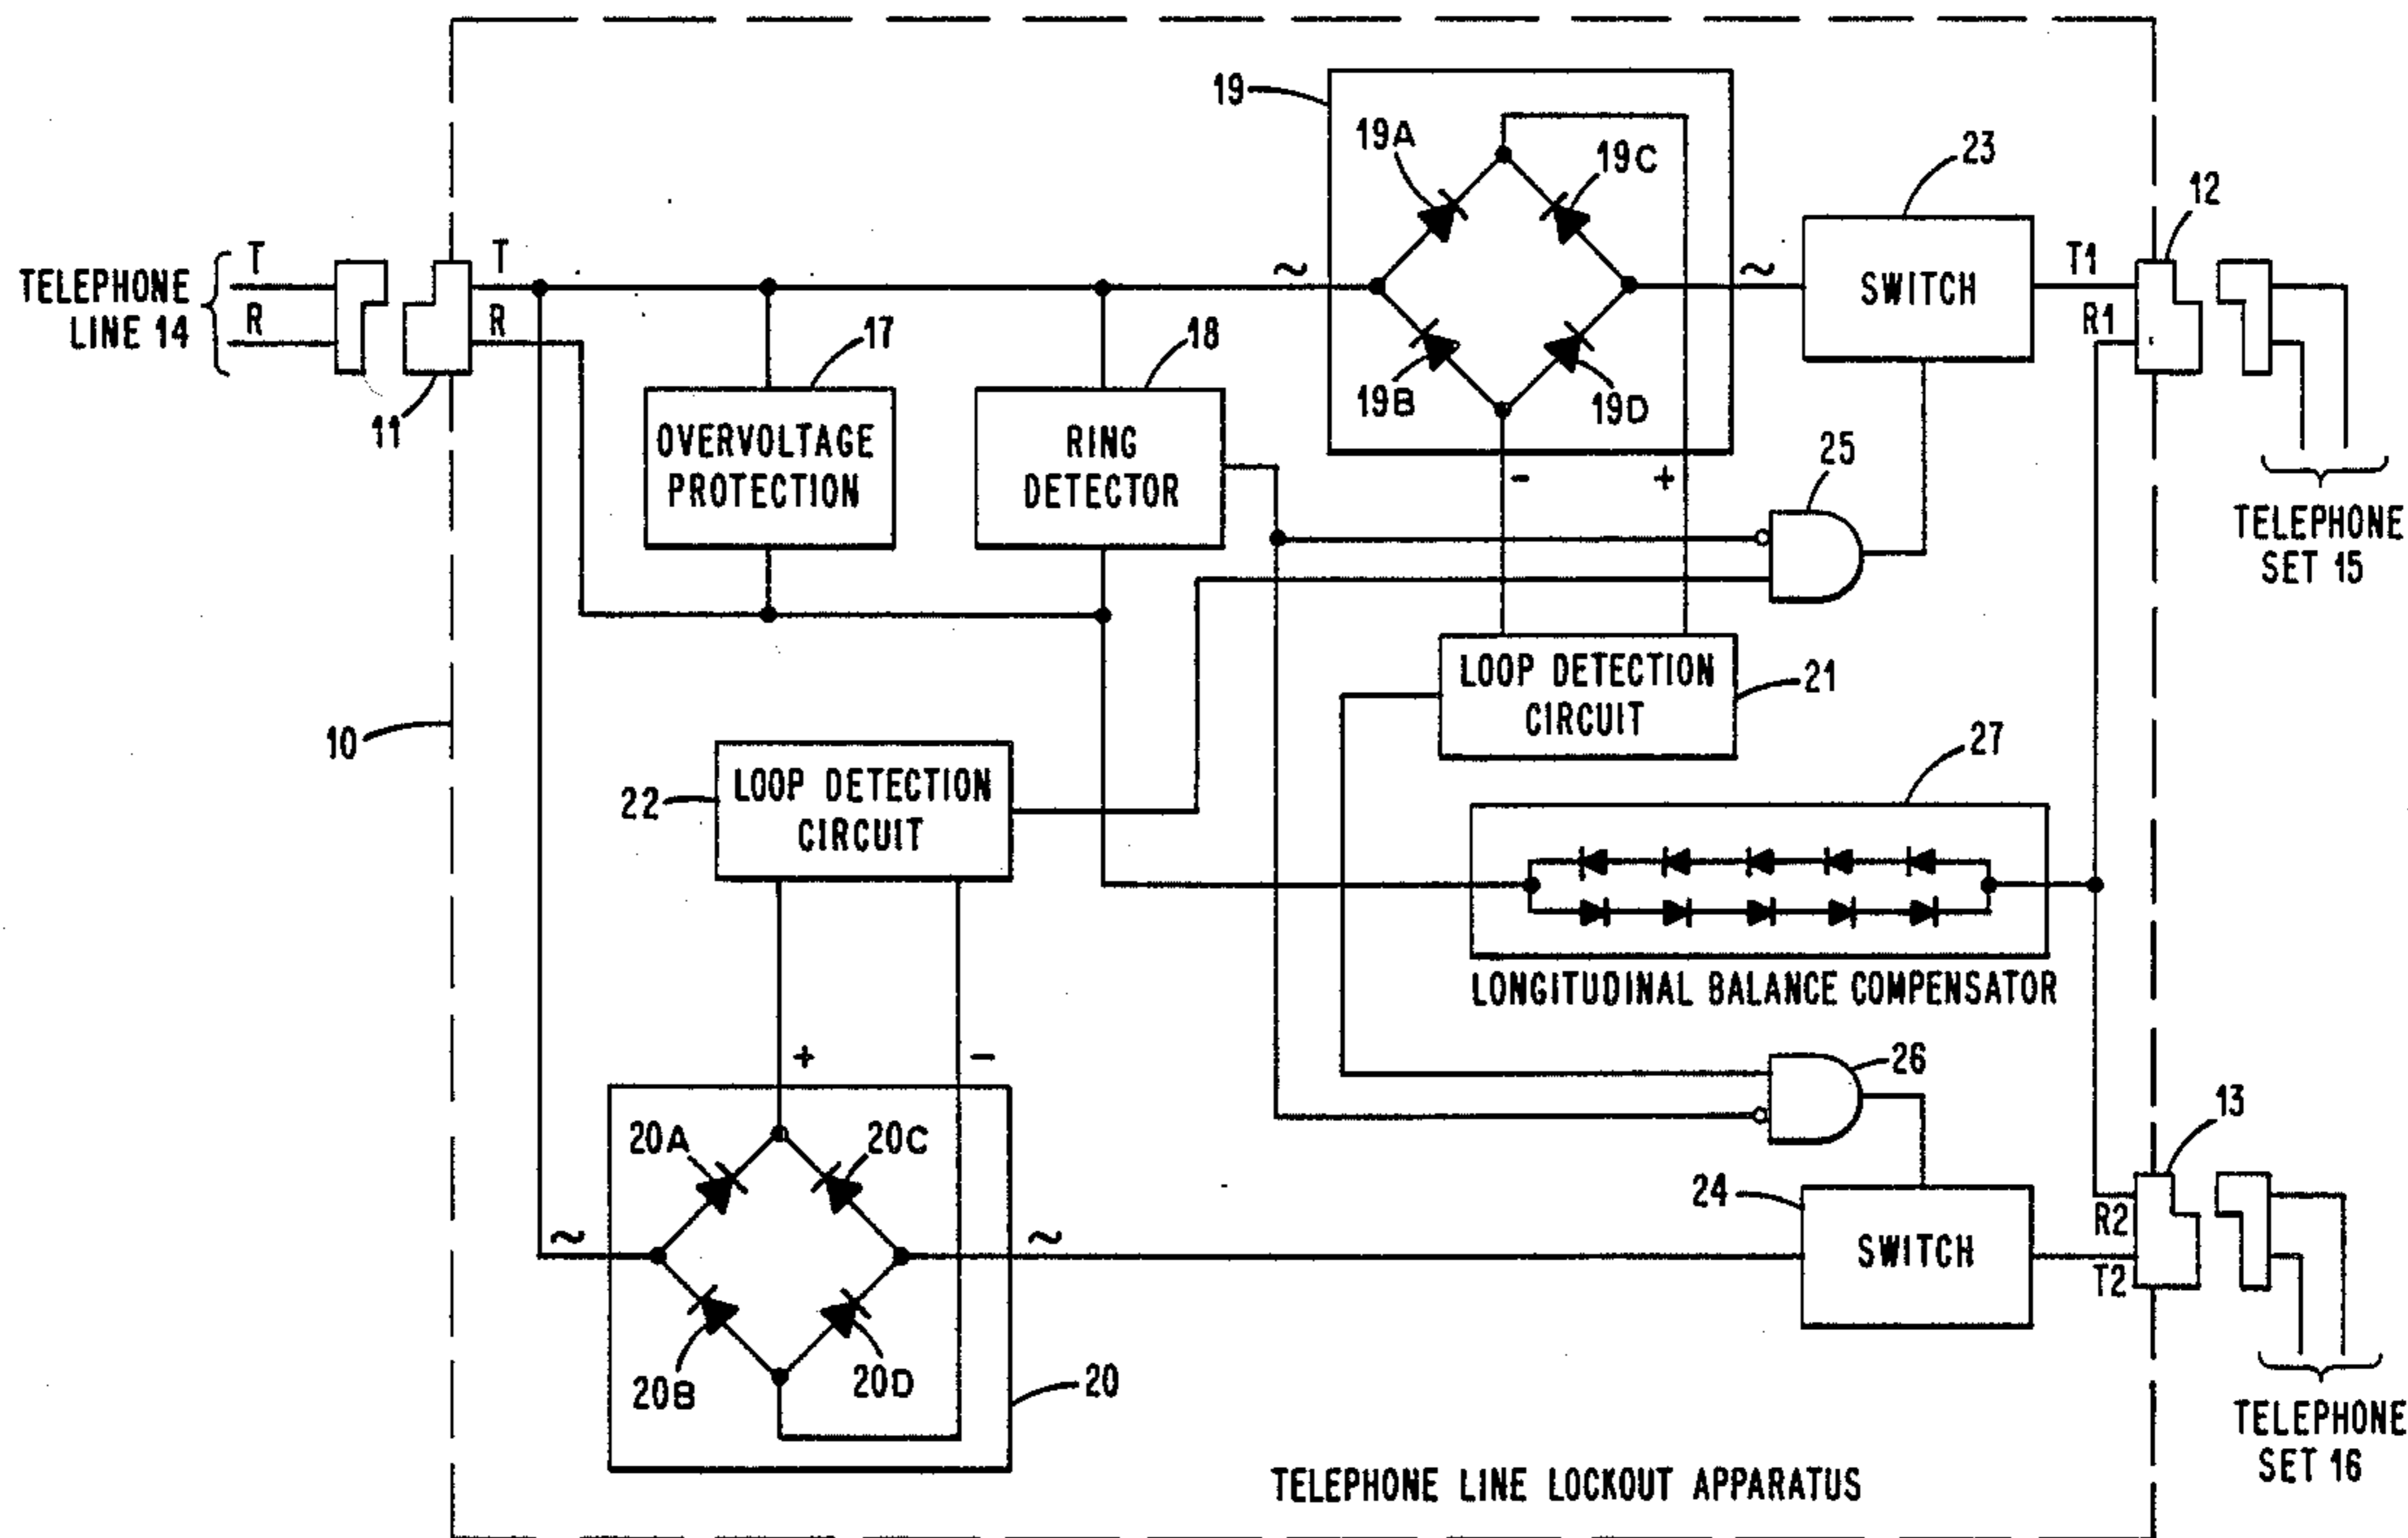 19
19A
19C
23
12
TELEPHONE
LINE 14
T
R
T
R
~
~
SWITCH
T1
R1
17
18
11
OVERVOLTAGE
PROTECTION
RING
DETECTOR
19B
19D
-
+
25
TELEPHONE
SET 15
LOOP DETECTION
CIRCUIT
21
10
22
LOOP DETECTION
CIRCUIT
27
LONGITUDINAL BALANCE COMPENSATOR
+
-
26
13
20A
20C
24
~
~
SWITCH
R2
T2
20B
20D
20
TELEPHONE
SET 16
TELEPHONE LINE LOCKOUT APPARATUS